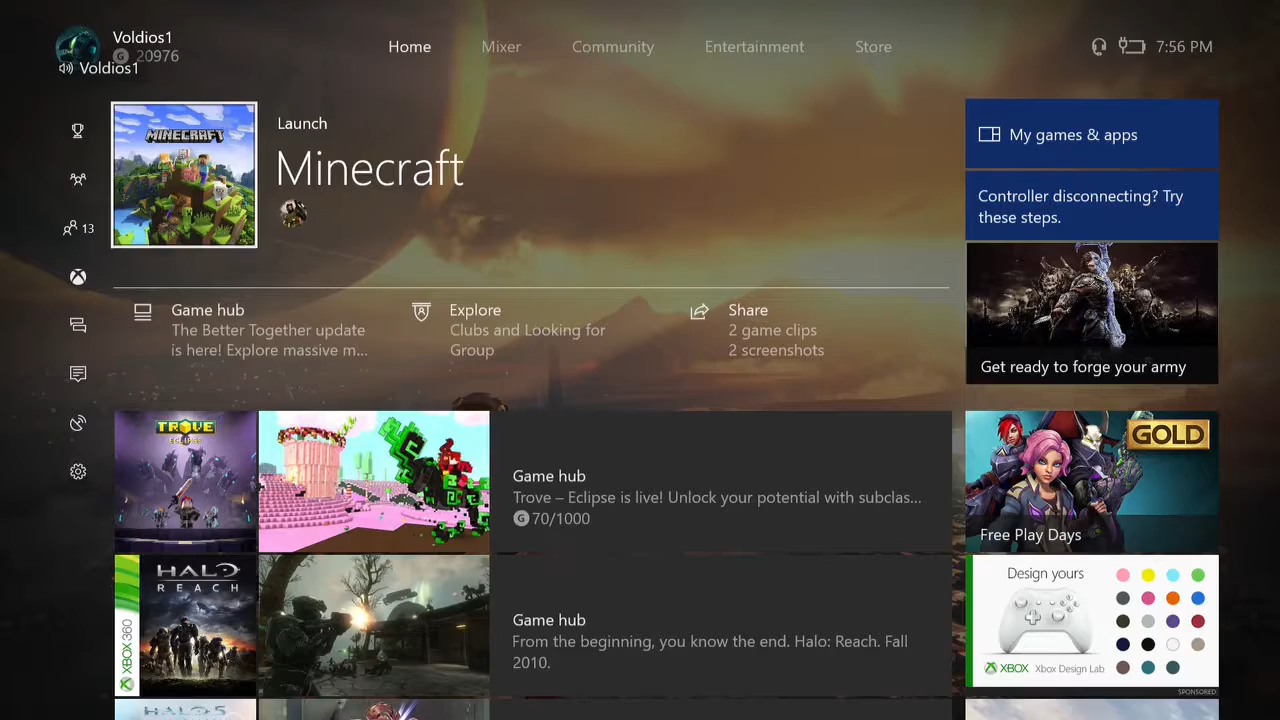 Voldios1
G 20976
Voldios1
Home
Mixer
Community
Entertainment
Store
7:56 PM
13
MINECRAFT
Launch
Minecraft
Game hub
The Better Together update
is here! Explore massive m...
Explore
Clubs and Looking for
Group
Share
2 game clips
2 screenshots
My games & apps
Controller disconnecting? Try
these steps.
Get ready to forge your army
TROVE
ECLIPSE
Game hub
Trove – Eclipse is live! Unlock your potential with subclas...
G 70/1000
GOLD
Free Play Days
XBOX 360
HALO
REACH
Game hub
From the beginning, you know the end. Halo: Reach. Fall
2010.
Design yours
XBOX Xbox Design Lab
SPONSORED
HALO 5